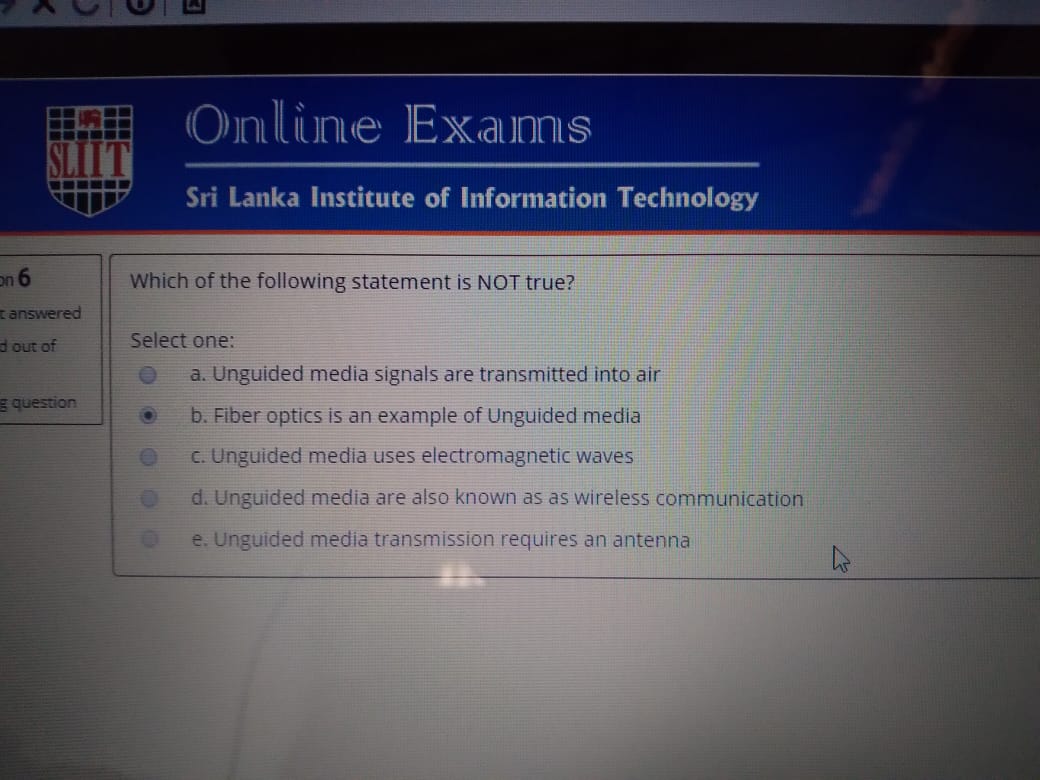 SLIIT
Online Exams
Sri Lanka Institute of Information Technology
on 6
t answered
d out of
g question
Which of the following statement is NOT true?
Select one:
a. Unguided media signals are transmitted into air
b. Fiber optics is an example of Unguided media
c. Unguided media uses electromagnetic waves
d. Unguided media are also known as as wireless communication
e. Unguided media transmission requires an antenna